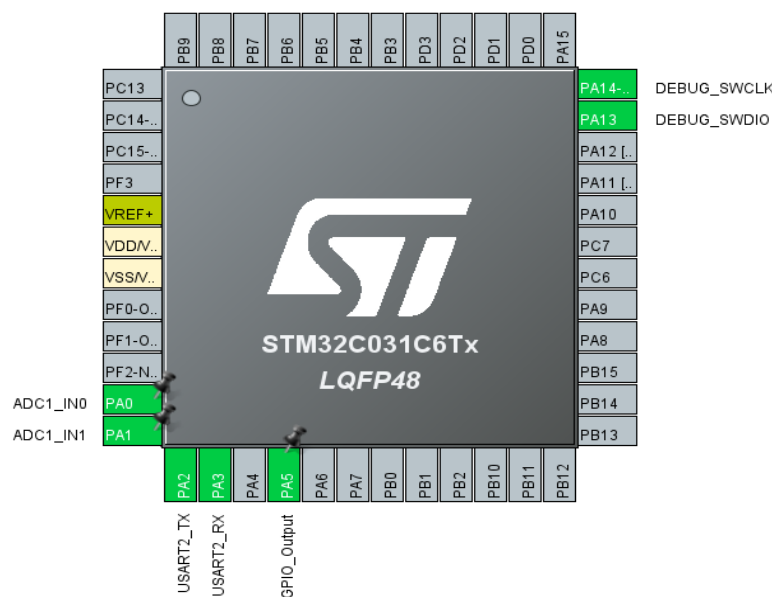 PB9
PB8
PB7
PB6
PB5
PB4
PB3
PD3
PD2
PD1
PD0
PA15
PC13
PC14-..
PC15-..
PF3
VREF+
VDD/V..
VSS/V..
PF0-O..
PF1-O..
PF2-N..
ADC1_IN0 PA0
ADC1_IN1 PA1
ST
STM32C031C6Tx
LQFP48
PA14-.. DEBUG_SWCLK
PA13 DEBUG_SWDIO
PA12 [..
PA11 [..
PA10
PC7
PC6
PA9
PA8
PB15
PB14
PB13
PA2
PA3
PA4
PA5
PA6
PA7
PB0
PB1
PB2
PB10
PB11
PB12
USART2_TX
USART2_RX
GPIO_Output